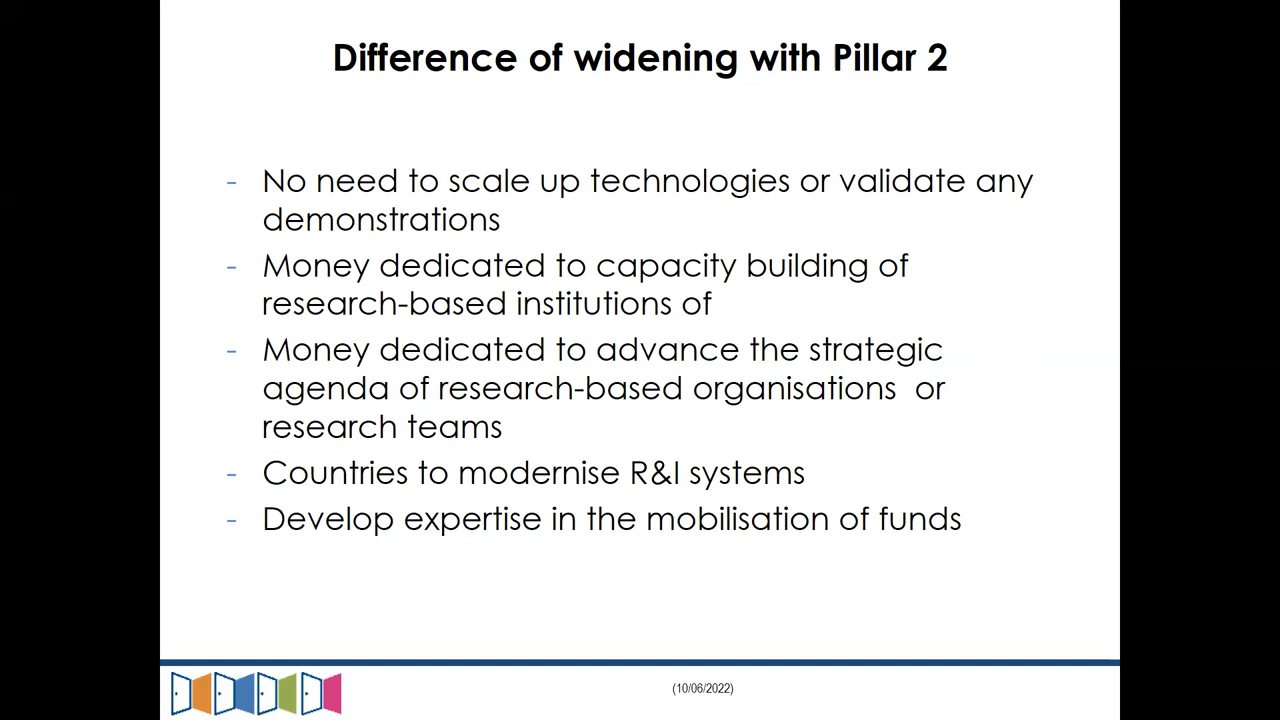 Difference of widening with Pillar 2
- No need to scale up technologies or validate any
demonstrations
- Money dedicated to capacity building of
research-based institutions of
- Money dedicated to advance the strategic
agenda of research-based organisations  or
research teams
- Countries to modernise R&I systems
- Develop expertise in the mobilisation of funds
(10/06/2022)